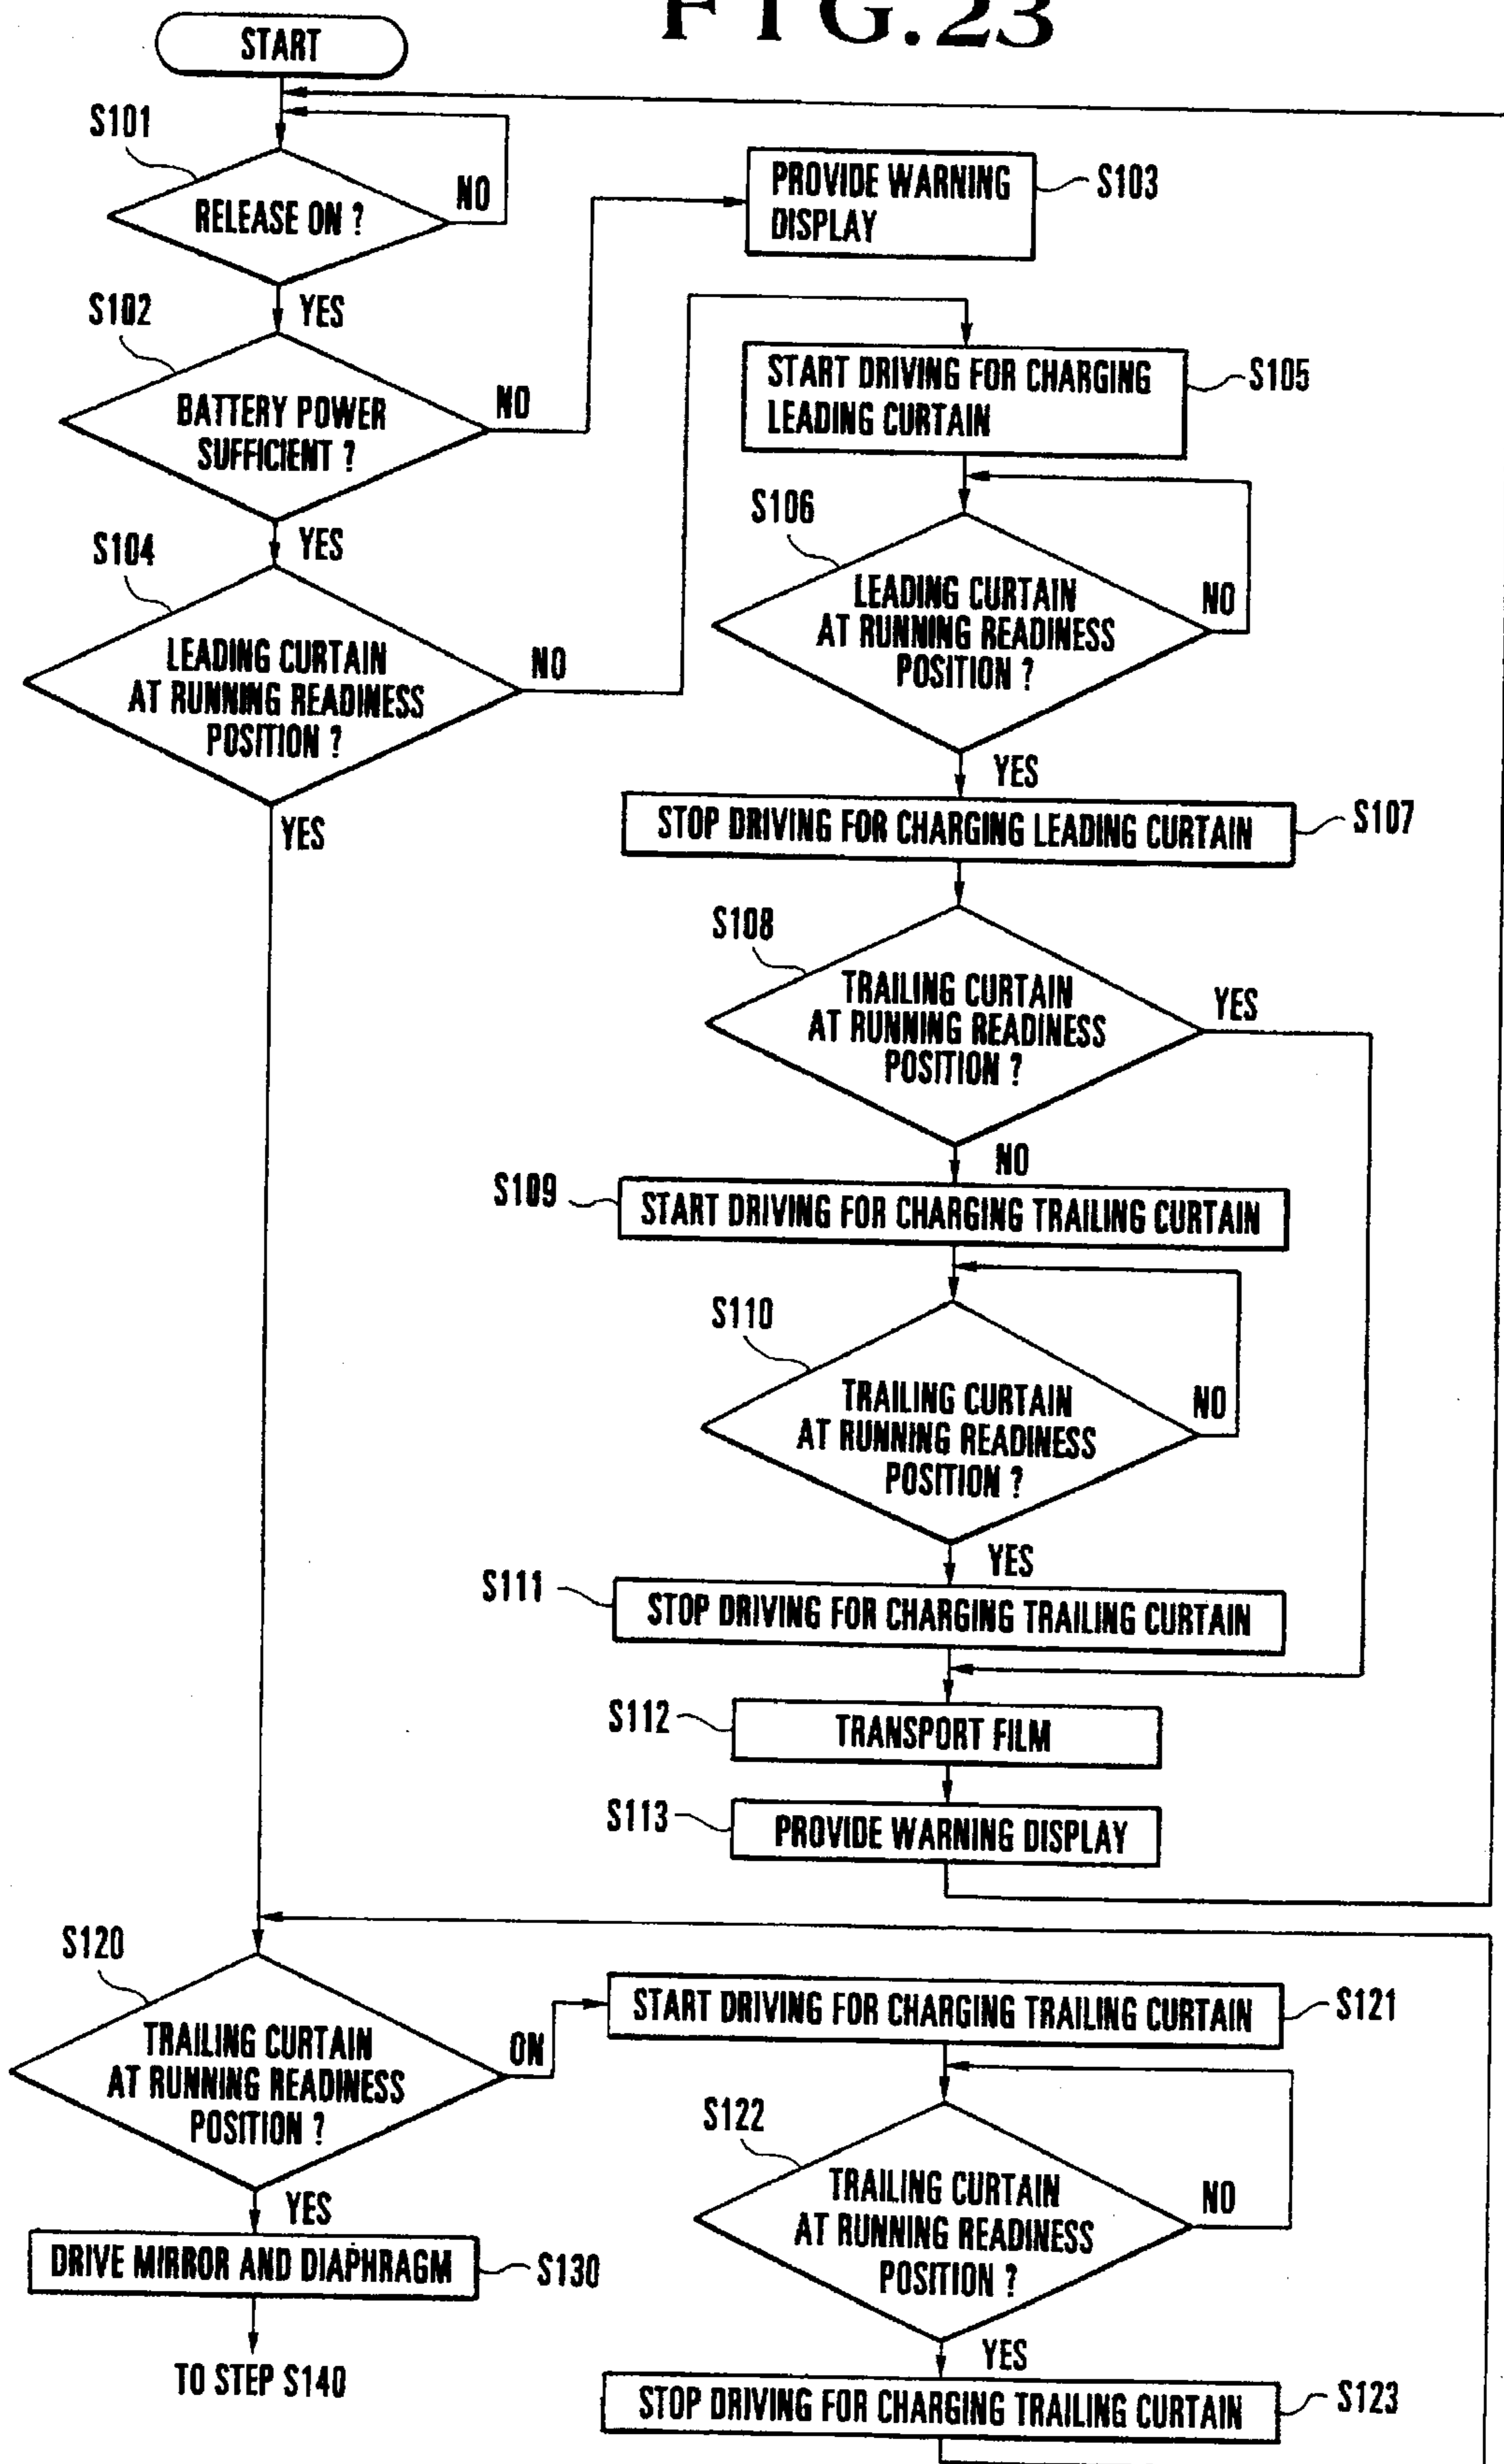 FIG.23
START
S101
RELEASE ON ?
NO
YES
S102
BATTERY POWER
SUFFICIENT ?
NO
YES
PROVIDE WARNING
DISPLAY
S103
S104
LEADING CURTAIN
AT RUNNING READINESS
POSITION ?
NO
YES
START DRIVING FOR CHARGING
LEADING CURTAIN
S105
S106
LEADING CURTAIN
AT RUNNING READINESS
POSITION ?
NO
YES
STOP DRIVING FOR CHARGING LEADING CURTAIN
S107
S108
TRAILING CURTAIN
AT RUNNING READINESS
POSITION ?
YES
NO
S109
START DRIVING FOR CHARGING TRAILING CURTAIN
S110
TRAILING CURTAIN
AT RUNNING READINESS
POSITION ?
NO
YES
S111
STOP DRIVING FOR CHARGING TRAILING CURTAIN
S112
TRANSPORT FILM
S113
PROVIDE WARNING DISPLAY
S120
TRAILING CURTAIN
AT RUNNING READINESS
POSITION ?
ON
YES
START DRIVING FOR CHARGING TRAILING CURTAIN
S121
S122
TRAILING CURTAIN
AT RUNNING READINESS
POSITION ?
NO
YES
DRIVE MIRROR AND DIAPHRAGM
S130
TO STEP S140
STOP DRIVING FOR CHARGING TRAILING CURTAIN
S123